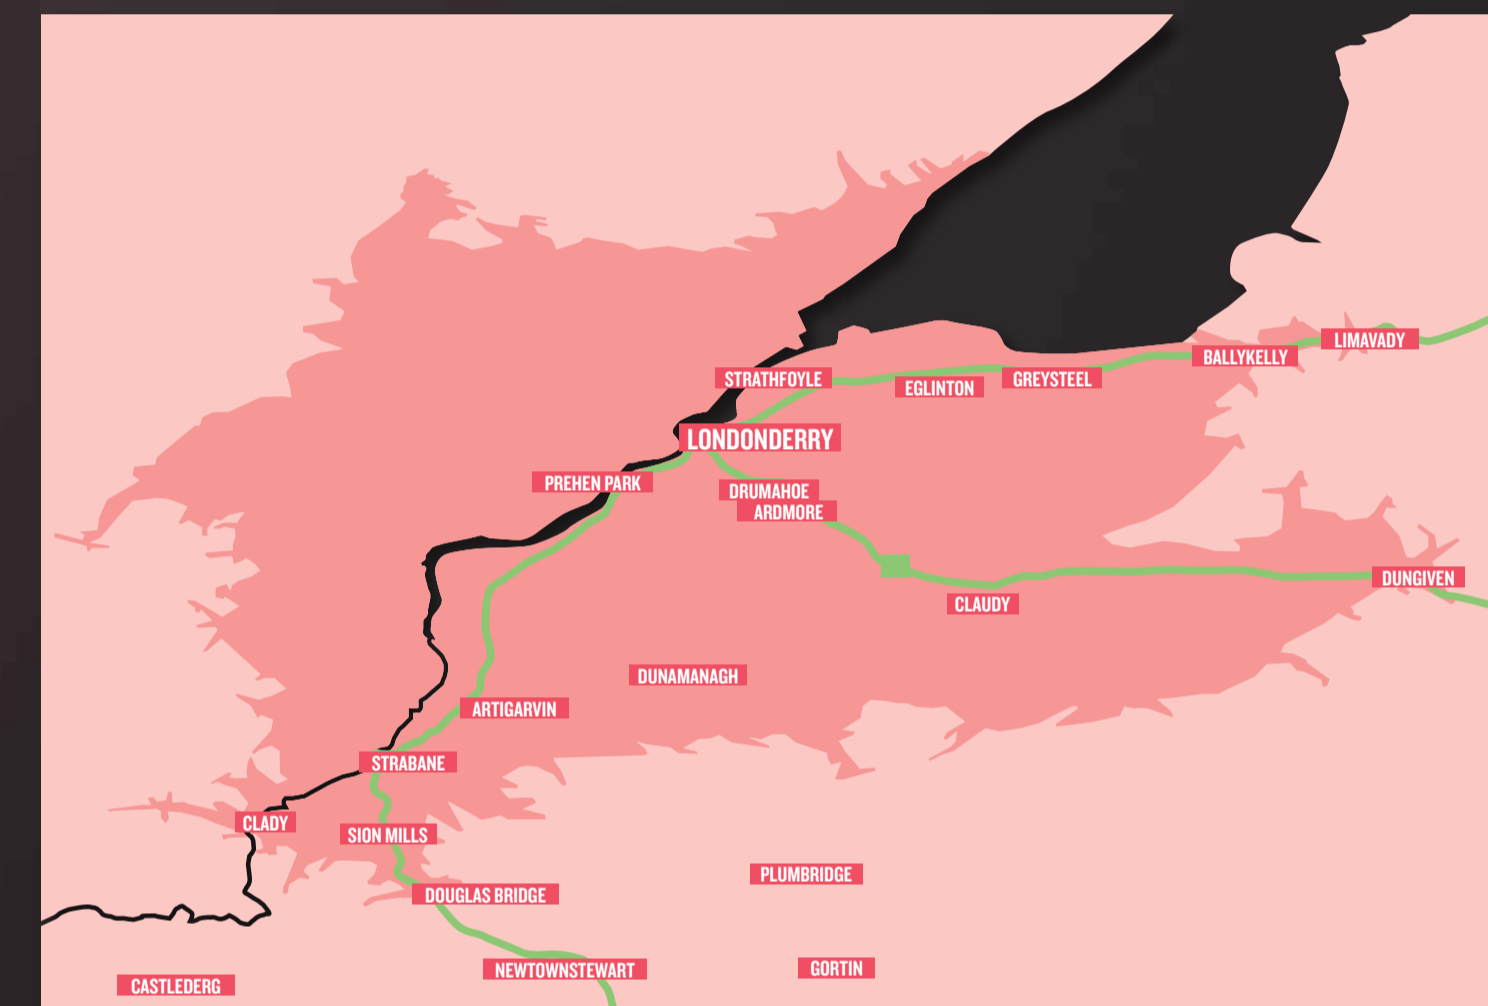 LIMAVADY
BALLYKELLY
STRATHFOYLE
EGLINTON
GREYSTEEL
LONDONDERRY
PREHEN PARK
DRUMAHOE
ARDMORE
DUNGIVEN
CLAUDY
DUNAMANAGH
ARTIGARVIN
STRABANE
CLADY
SION MILLS
PLUMBRIDGE
DOUGLAS BRIDGE
NEWTOWNSTEWART
GORTIN
CASTLEDERG